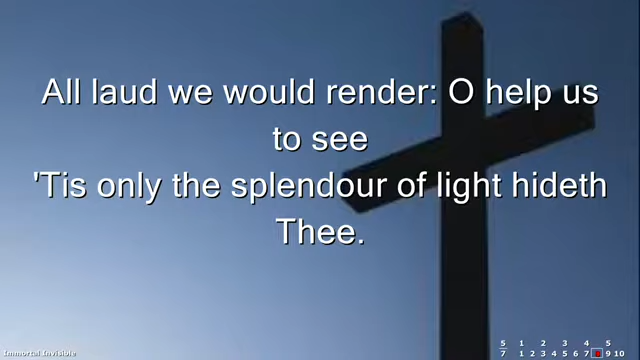 All laud we would render: O help us
to see
'Tis only the splendour of light hideth
Thee.
Immortal Invisible
5 1 2 3 4 5
7 1 2 3 4 5 6 7 9 10